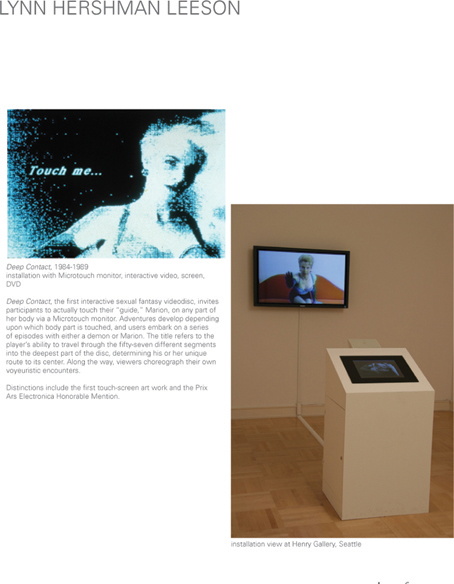 LYNN HERSHMAN LEESON
Touch me...
Deep Contact, 1984-1989
installation with Microtouch monitor, interactive video, screen,
DVD
Deep Contact, the first interactive sexual fantasy videodisc, invites
participants to actually touch their "guide," Marion, on any part of
her body via a Microtouch monitor. Adventures develop depending
upon which body part is touched, and users embark on a series
of episodes with either a demon or Marion. The title refers to the
player's ability to travel through the fifty-seven different segments
into the deepest part of the disc, determining his or her unique
route to its center. Along the way, viewers choreograph their own
voyeuristic encounters.
Distinctions include the first touch-screen art work and the Prix
Ars Electronica Honorable Mention.
installation view at Henry Gallery, Seattle